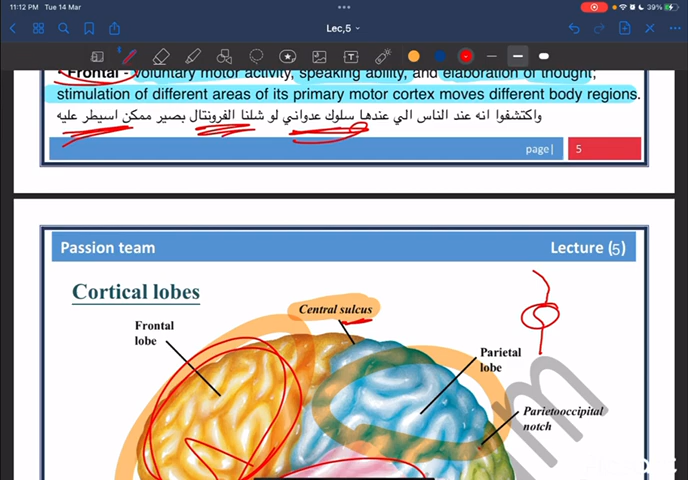 11:12 PM Tue 14 Mar
39%
Lec,5
Frontal - voluntary motor activity, speaking ability, and elaboration of thought;
stimulation of different areas of its primary motor cortex moves different body regions.
واكتشفوا انه عند الناس الي عندها سلوك عدواني لو شلنا الفرونتال بصير ممكن اسيطر عليه
page| 5
Passion team Lecture (5)
Cortical lobes
Central sulcus
Frontal
lobe
Parietal
lobe
Parietooccipital
notch